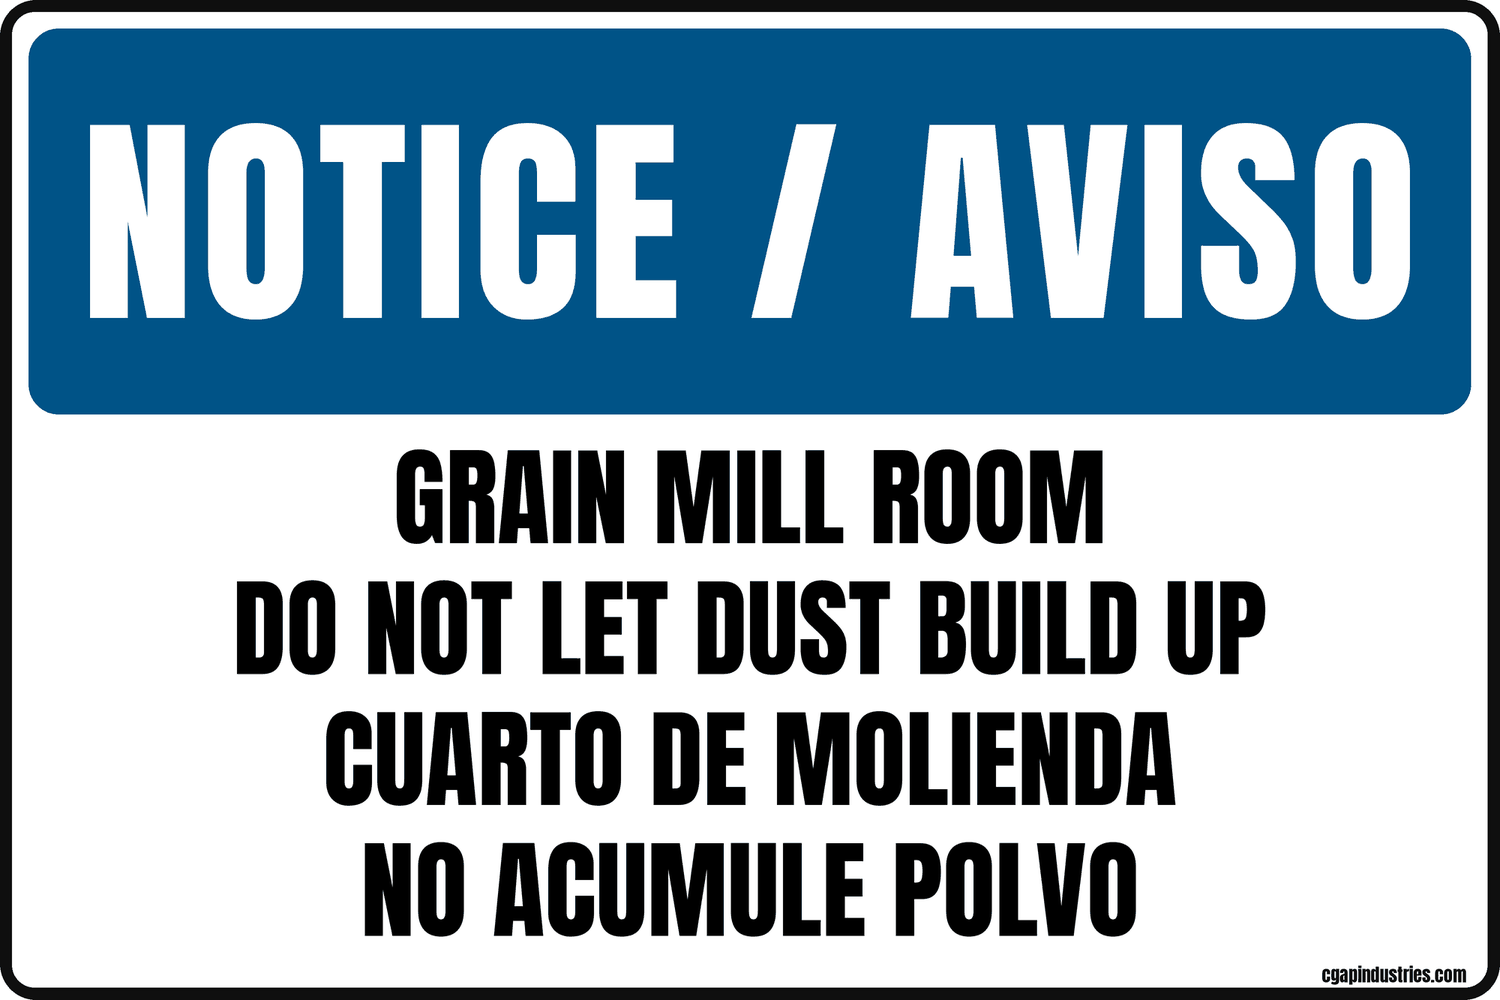 NOTICE / AVISO
GRAIN MILL ROOM
DO NOT LET DUST BUILD UP
CUARTO DE MOLIENDA
NO ACUMULE POLVO
cgapindustries.com